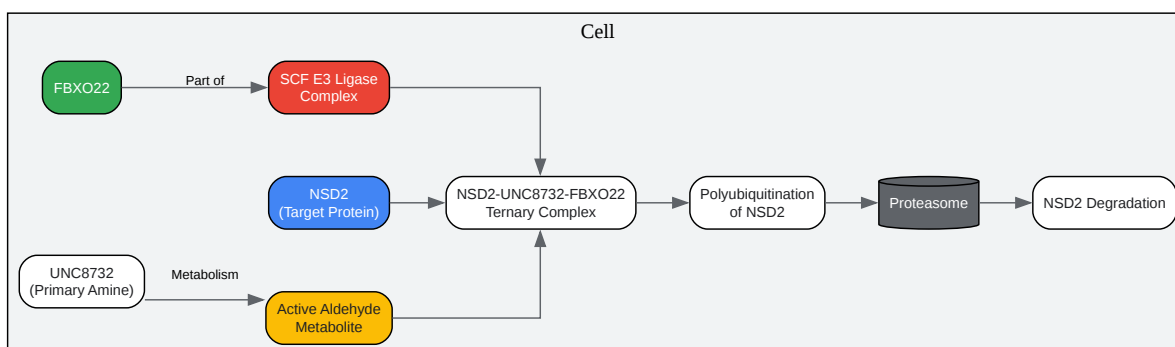 Cell
FBXO22
Part of
SCF E3 Ligase
Complex
NSD2
(Target Protein)
NSD2-UNC8732-FBXO22
Ternary Complex
Polyubiquitination
of NSD2
Proteasome
NSD2 Degradation
UNC8732
(Primary Amine)
Metabolism
Active Aldehyde
Metabolite